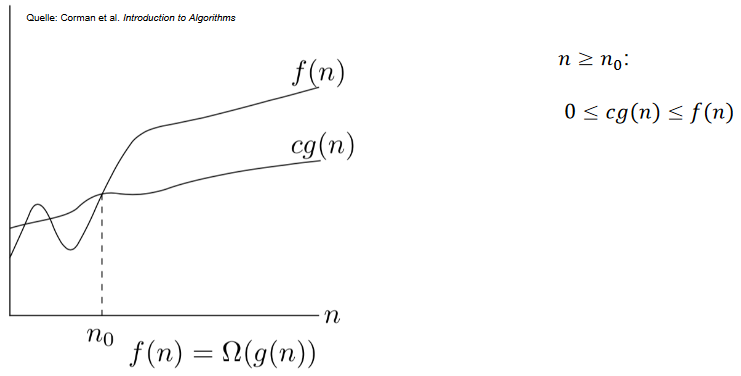 Quelle: Corman et al. Introduction to Algorithms
f(n)
n ≥ n₀:
0 ≤ cg(n) ≤ f(n)
cg(n)
n
n₀
f(n) = Ω(g(n))